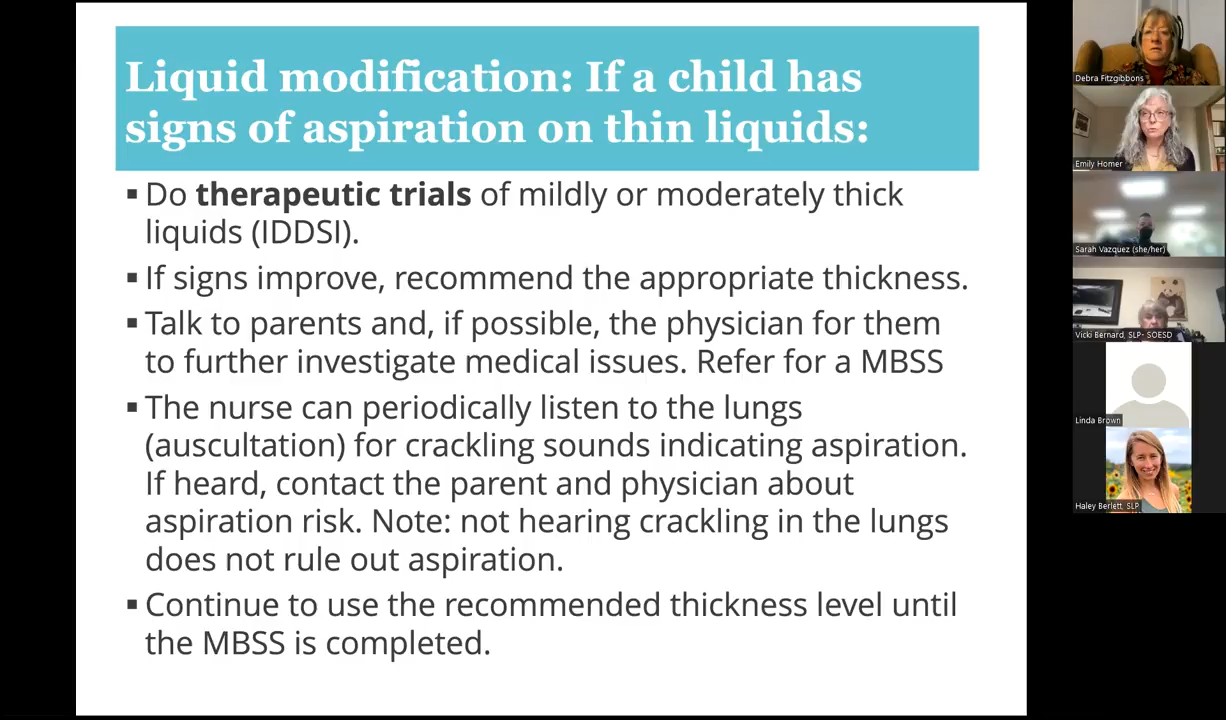 Liquid modification: If a child has
signs of aspiration on thin liquids:
▪ Do therapeutic trials of mildly or moderately thick
liquids (IDDSI).
▪ If signs improve, recommend the appropriate thickness.
▪ Talk to parents and, if possible, the physician for them
to further investigate medical issues. Refer for a MBSS
▪ The nurse can periodically listen to the lungs
(auscultation) for crackling sounds indicating aspiration.
If heard, contact the parent and physician about
aspiration risk. Note: not hearing crackling in the lungs
does not rule out aspiration.
▪ Continue to use the recommended thickness level until
the MBSS is completed.
Debra Fitzgibbons
Emily Homer
Sarah Vazquez (she/her)
Vicki Bernard, SLP- SOESD
Linda Brown
Haley Berlett, SLP